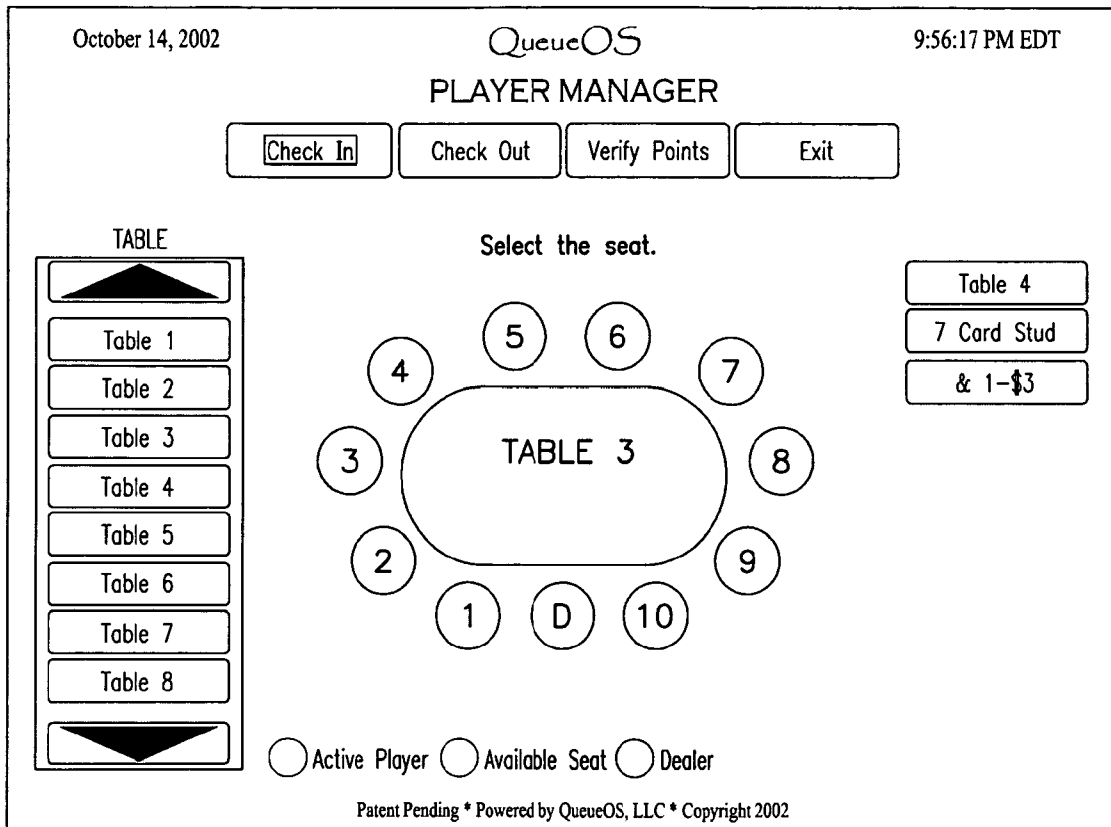 October 14, 2002
QueueOS
9:56:17 PM EDT
PLAYER MANAGER
Check In
Check Out
Verify Points
Exit
TABLE
Table 1
Table 2
Table 3
Table 4
Table 5
Table 6
Table 7
Table 8
Select the seat.
5
6
4
7
TABLE 3
3
8
2
9
1
D
10
Table 4
7 Card Stud
& 1-$3
Active Player
Available Seat
Dealer
Patent Pending * Powered by QueueOS, LLC * Copyright 2002